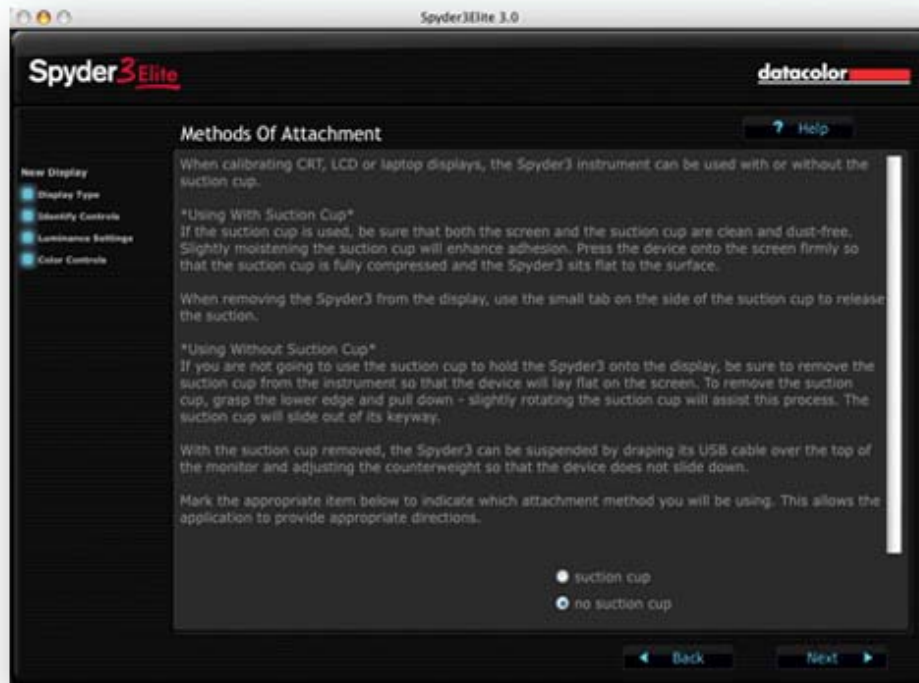 Spyder3Elite 3.0
Spyder3Elite
datacolor
Methods Of Attachment
? Help
New Display
Display Type
Identify Controls
Luminance Settings
Color Controls
When calibrating CRT, LCD or laptop displays, the Spyder3 instrument can be used with or without the
suction cup.
*Using With Suction Cup*
If the suction cup is used, be sure that both the screen and the suction cup are clean and dust-free.
Slightly moistening the suction cup will enhance adhesion. Press the device onto the screen firmly so
that the suction cup is fully compressed and the Spyder3 sits flat to the surface.
When removing the Spyder3 from the display, use the small tab on the side of the suction cup to release
the suction.
*Using Without Suction Cup*
If you are not going to use the suction cup to hold the Spyder3 onto the display, be sure to remove the
suction cup from the instrument so that the device will lay flat on the screen. To remove the suction
cup, grasp the lower edge and pull down - slightly rotating the suction cup will assist this process. The
suction cup will slide out of its keyway.
With the suction cup removed, the Spyder3 can be suspended by draping its USB cable over the top of
the monitor and adjusting the counterweight so that the device does not slide down.
Mark the appropriate item below to indicate which attachment method you will be using. This allows the
application to provide appropriate directions.
suction cup
no suction cup
Back
Next